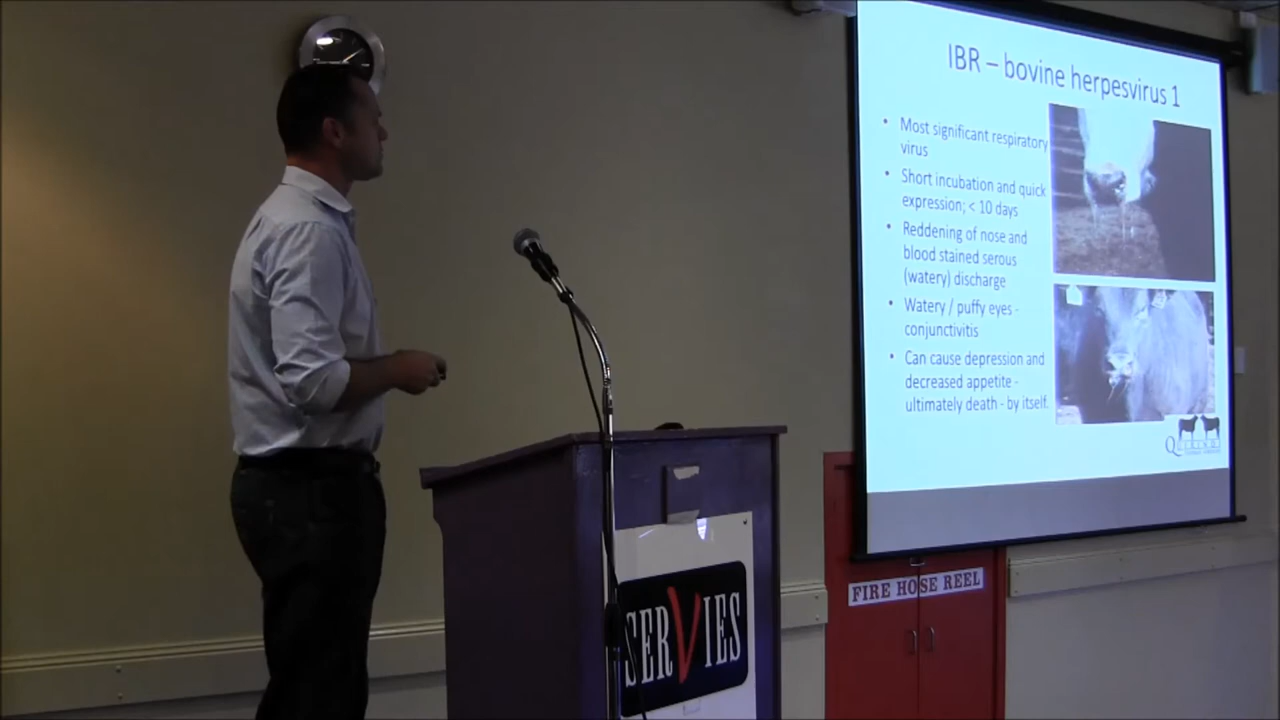 IBR – bovine herpesvirus 1
• Most significant respiratory
virus
• Short incubation and quick
expression; < 10 days
• Reddening of nose and
blood stained serous
(watery) discharge
• Watery / puffy eyes -
conjunctivitis
• Can cause depression and
decreased appetite -
ultimately death - by itself.
FIRE HOSE REEL
SERVIES